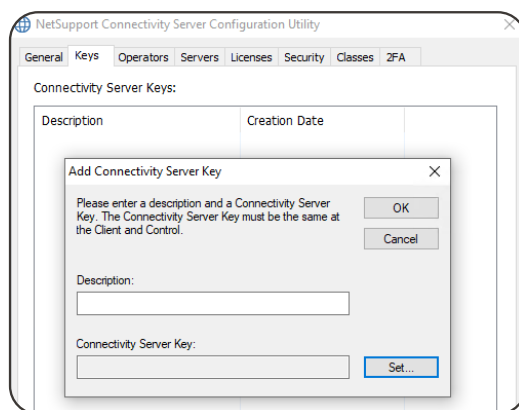 NetSupport Connectivity Server Configuration Utility
General Keys Operators Servers Licenses Security Classes 2FA
Connectivity Server Keys:
Description Creation Date
Add Connectivity Server Key
Please enter a description and a Connectivity Server
Key. The Connectivity Server Key must be the same at
the Client and Control.
OK
Cancel
Description:
Connectivity Server Key:
Set...